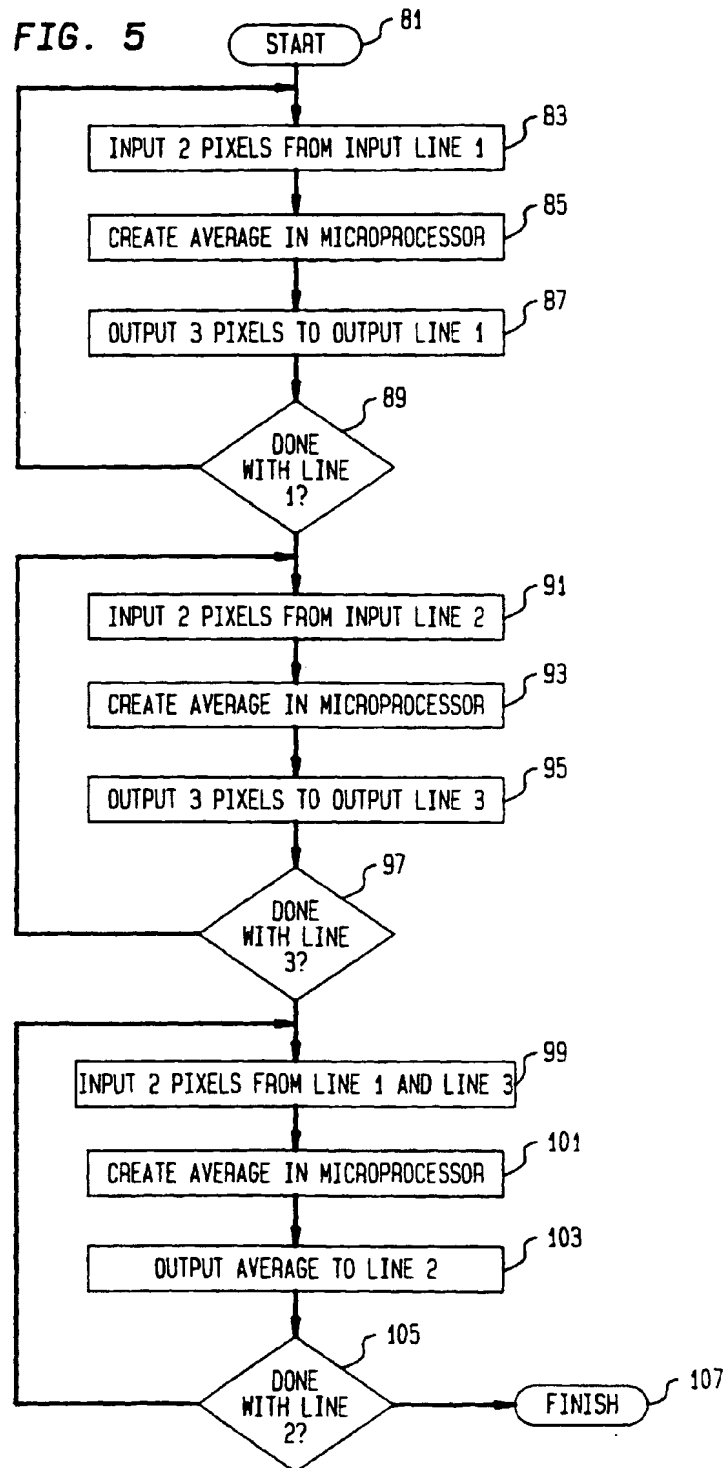 FIG. 5
START
81
INPUT 2 PIXELS FROM INPUT LINE 1
83
CREATE AVERAGE IN MICROPROCESSOR
85
OUTPUT 3 PIXELS TO OUTPUT LINE 1
87
DONE
WITH LINE
1?
89
INPUT 2 PIXELS FROM INPUT LINE 2
91
CREATE AVERAGE IN MICROPROCESSOR
93
OUTPUT 3 PIXELS TO OUTPUT LINE 3
95
DONE
WITH LINE
3?
97
INPUT 2 PIXELS FROM LINE 1 AND LINE 3
99
CREATE AVERAGE IN MICROPROCESSOR
101
OUTPUT AVERAGE TO LINE 2
103
DONE
WITH LINE
2?
105
FINISH
107